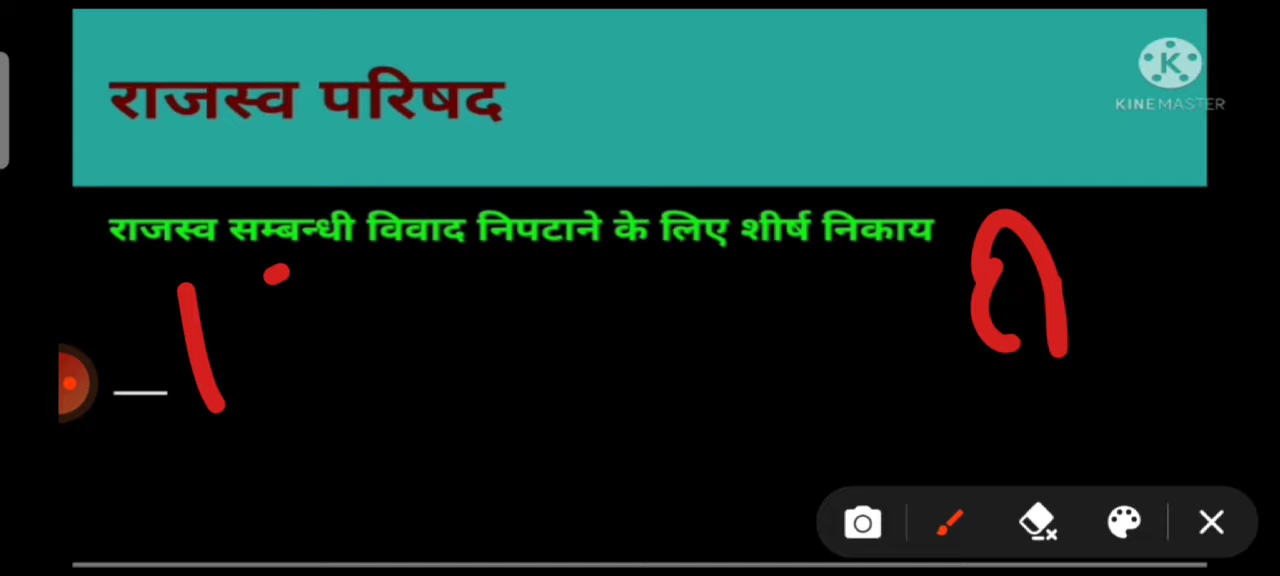 राजस्व परिषद
KINEMASTER
राजस्व सम्बन्धी विवाद निपटाने के लिए शीर्ष निकाय